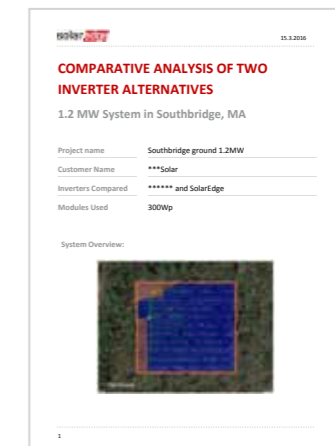 solaredge
15.3.2016
COMPARATIVE ANALYSIS OF TWO
INVERTER ALTERNATIVES
1.2 MW System in Southbridge, MA
Project name Southbridge ground 1.2MW
Customer Name ***Solar
Inverters Compared ****** and SolarEdge
Modules Used 300Wp
System Overview:
1